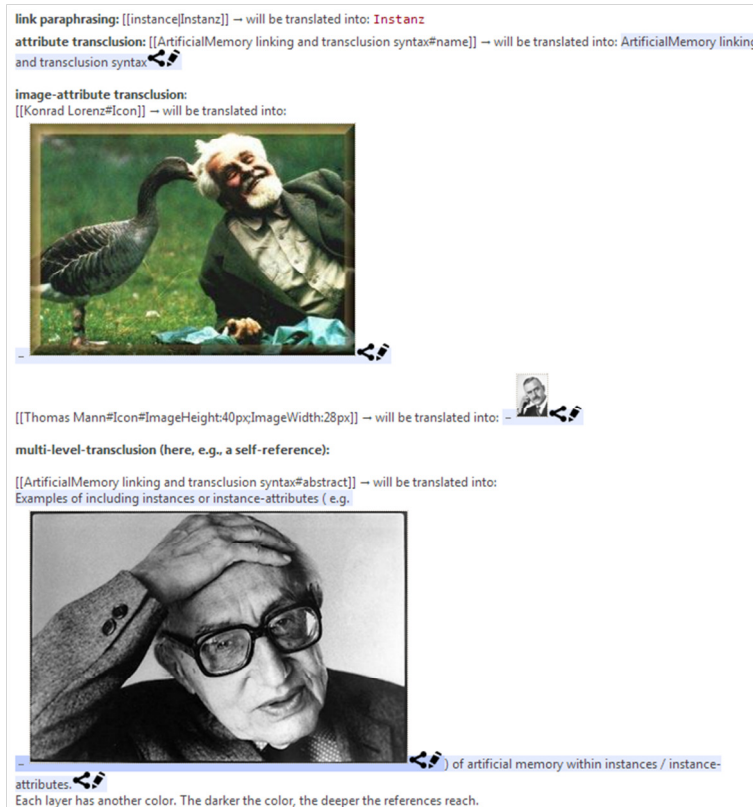 link paraphrasing: [[instance|Instanz]] → will be translated into: Instanz
attribute transclusion: [[ArtificialMemory linking and transclusion syntax#name]] → will be translated into: ArtificialMemory linking
and transclusion syntax
image-attribute transclusion:
[[Konrad Lorenz#Icon]] → will be translated into:
–
[[Thomas Mann#Icon#ImageHeight:40px;ImageWidth:28px]] → will be translated into: –
multi-level-transclusion (here, e.g., a self-reference):
[[ArtificialMemory linking and transclusion syntax#abstract]] → will be translated into:
Examples of including instances or instance-attributes ( e.g.
– ) of artificial memory within instances / instance-
attributes.
Each layer has another color. The darker the color, the deeper the references reach.